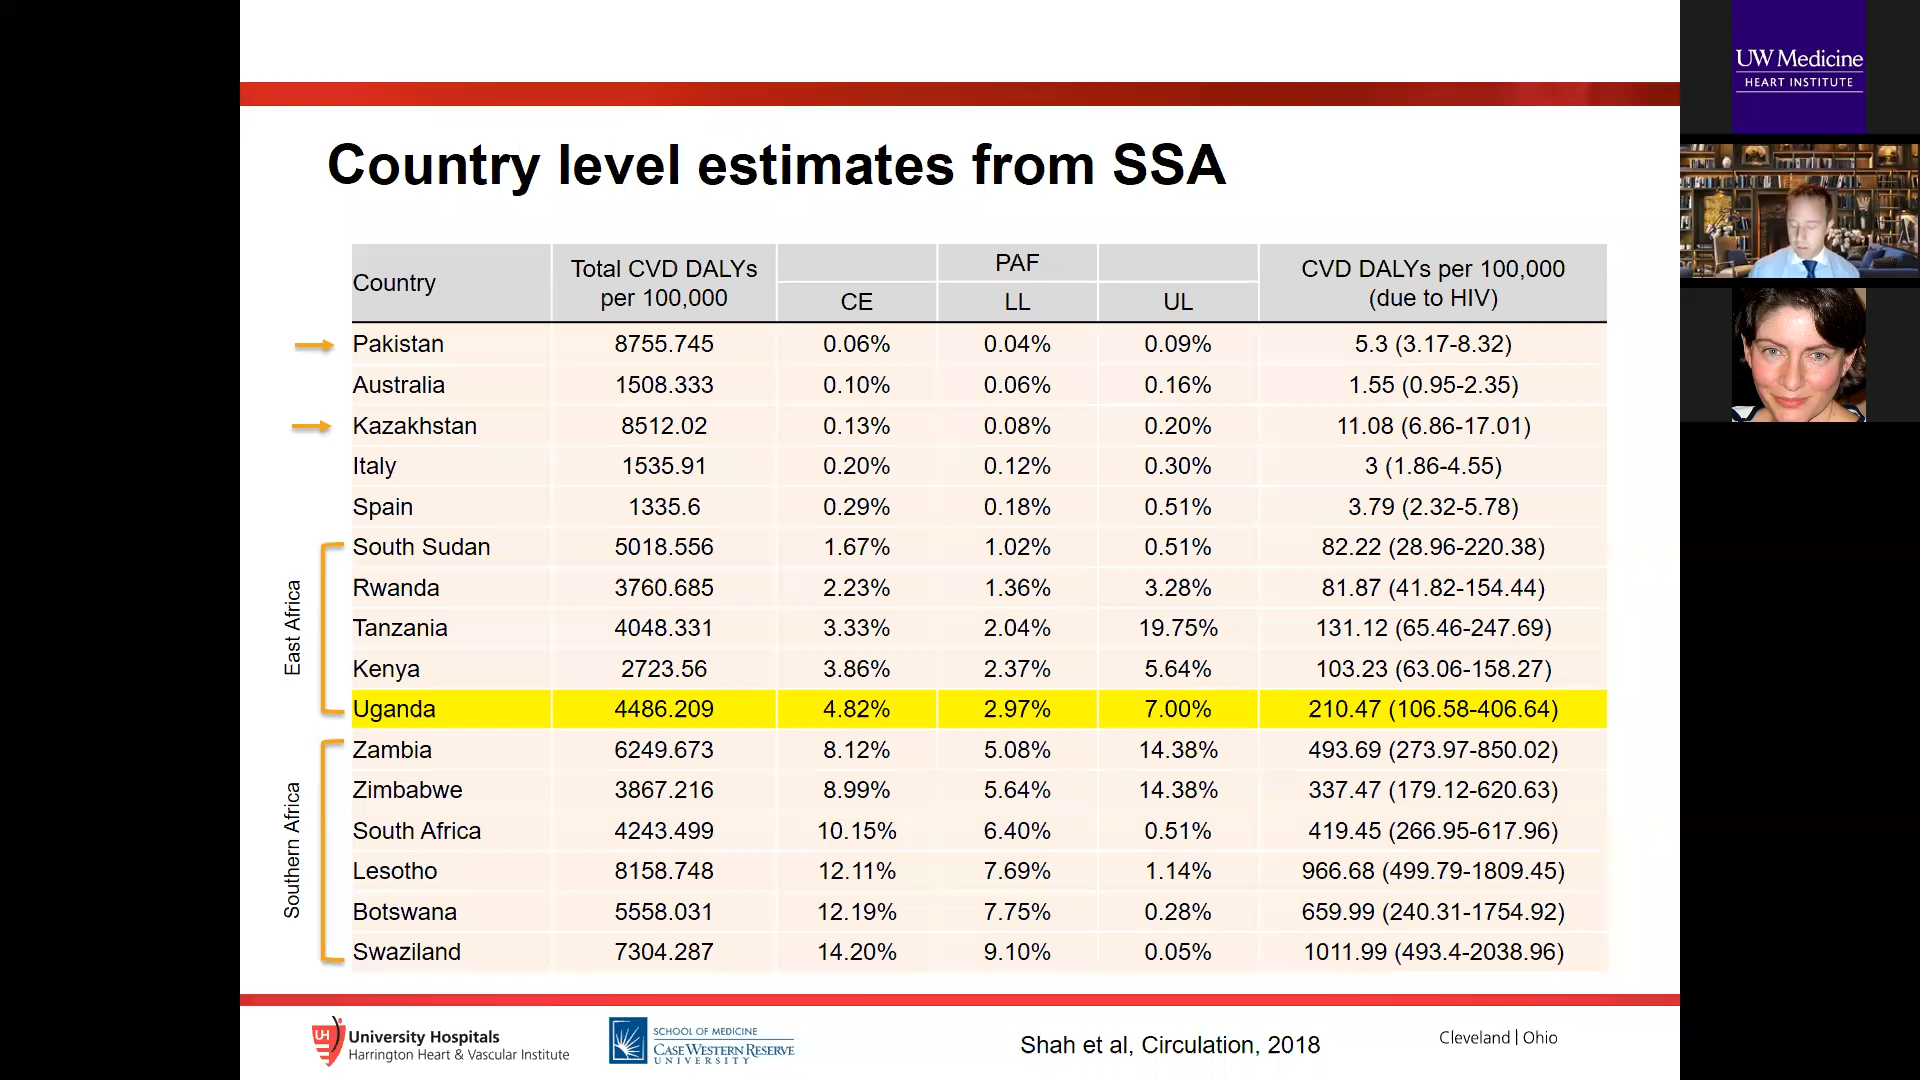 UW Medicine
HEART INSTITUTE
Country level estimates from SSA
Country Total CVD DALYs per 100,000 PAF CVD DALYs per 100,000 (due to HIV)
CE LL UL
Pakistan 8755.745 0.06% 0.04% 0.09% 5.3 (3.17-8.32)
Australia 1508.333 0.10% 0.06% 0.16% 1.55 (0.95-2.35)
Kazakhstan 8512.02 0.13% 0.08% 0.20% 11.08 (6.86-17.01)
Italy 1535.91 0.20% 0.12% 0.30% 3 (1.86-4.55)
Spain 1335.6 0.29% 0.18% 0.51% 3.79 (2.32-5.78)
East Africa
South Sudan 5018.556 1.67% 1.02% 0.51% 82.22 (28.96-220.38)
Rwanda 3760.685 2.23% 1.36% 3.28% 81.87 (41.82-154.44)
Tanzania 4048.331 3.33% 2.04% 19.75% 131.12 (65.46-247.69)
Kenya 2723.56 3.86% 2.37% 5.64% 103.23 (63.06-158.27)
Uganda 4486.209 4.82% 2.97% 7.00% 210.47 (106.58-406.64)
Southern Africa
Zambia 6249.673 8.12% 5.08% 14.38% 493.69 (273.97-850.02)
Zimbabwe 3867.216 8.99% 5.64% 14.38% 337.47 (179.12-620.63)
South Africa 4243.499 10.15% 6.40% 0.51% 419.45 (266.95-617.96)
Lesotho 8158.748 12.11% 7.69% 1.14% 966.68 (499.79-1809.45)
Botswana 5558.031 12.19% 7.75% 0.28% 659.99 (240.31-1754.92)
Swaziland 7304.287 14.20% 9.10% 0.05% 1011.99 (493.4-2038.96)
UH
University Hospitals
Harrington Heart & Vascular Institute
SCHOOL OF MEDICINE
CASE WESTERN RESERVE
UNIVERSITY
Shah et al, Circulation, 2018
Cleveland | Ohio